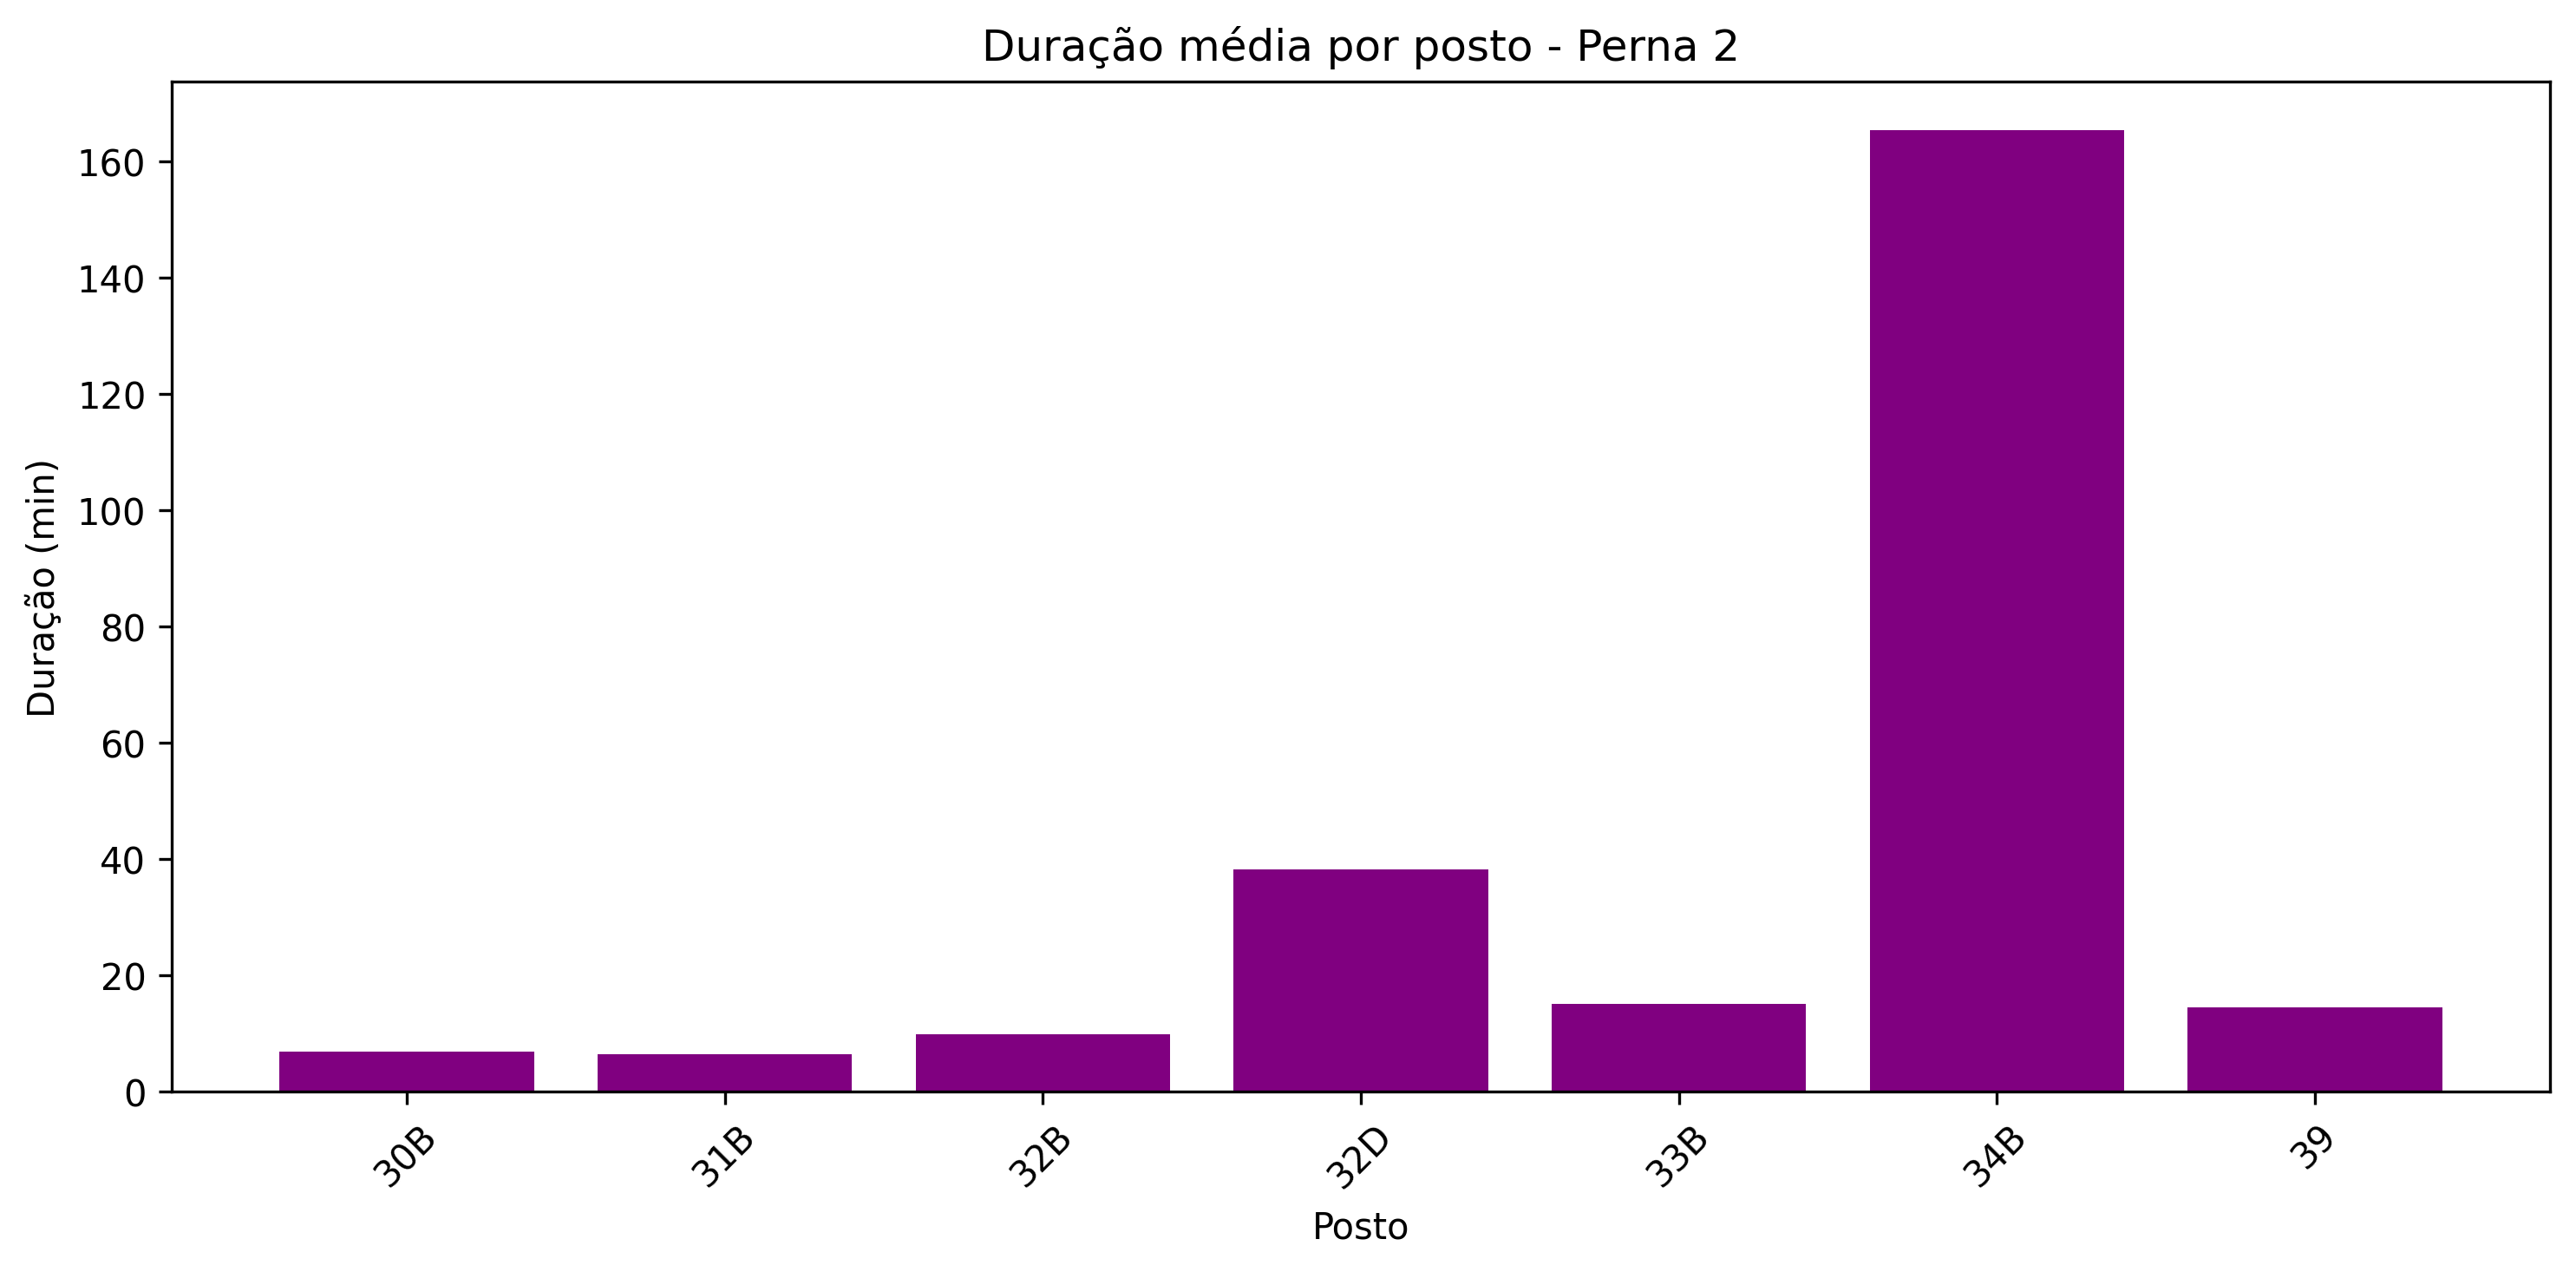 Duração média por posto - Perna 2
Duração (min)
160
140
120
100
80
60
40
20
0
30B
31B
32B
32D
33B
34B
39
Posto